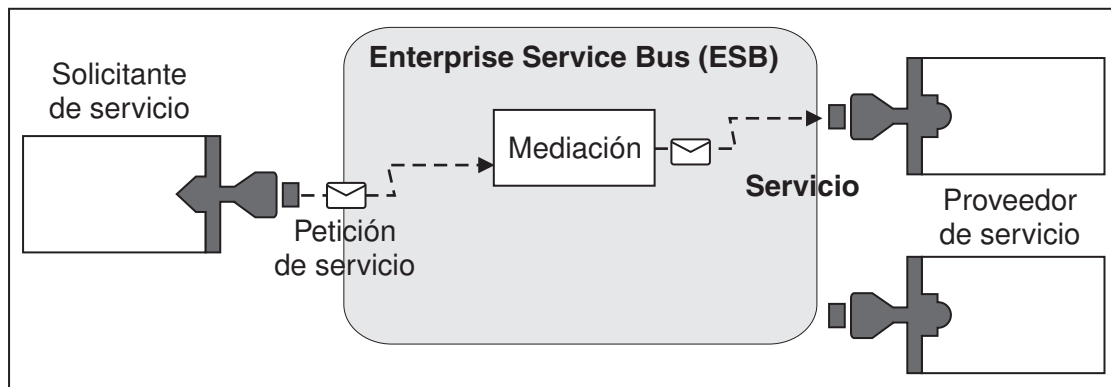 Enterprise Service Bus (ESB)
Solicitante
de servicio
Mediación
Servicio
Petición
de servicio
Proveedor
de servicio